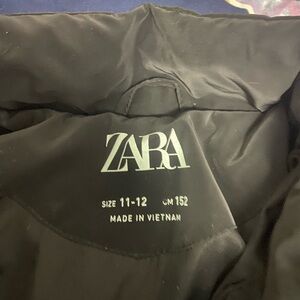 ZARA
SIZE 11-12 CM 152
MADE IN VIETNAM